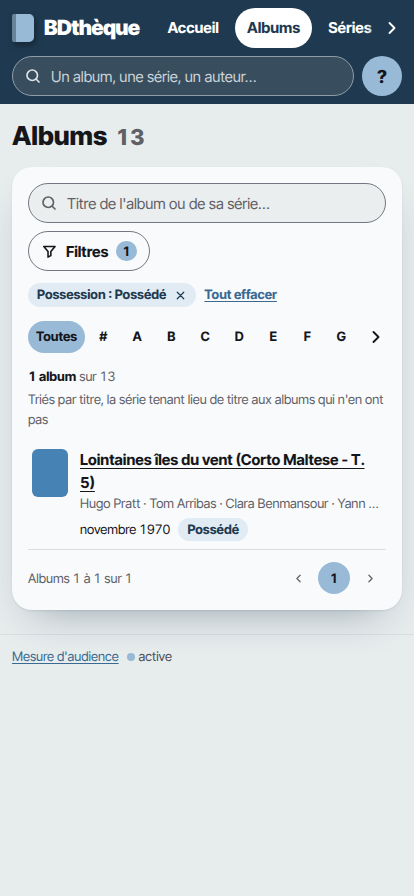 BDthèque Accueil Albums Séries
Un album, une série, un auteur... ?
Albums 13
Titre de l'album ou de sa série...
Filtres 1
Possession : Possédé × Tout effacer
Toutes # A B C D E F G
1 album sur 13
Triés par titre, la série tenant lieu de titre aux albums qui n'en ont
pas
Lointaines îles du vent (Corto Maltese - T.
5)
Hugo Pratt · Tom Arribas · Clara Benmansour · Yann ...
novembre 1970 Possédé
Albums 1 à 1 sur 1 ‹ 1 ›
Mesure d'audience active